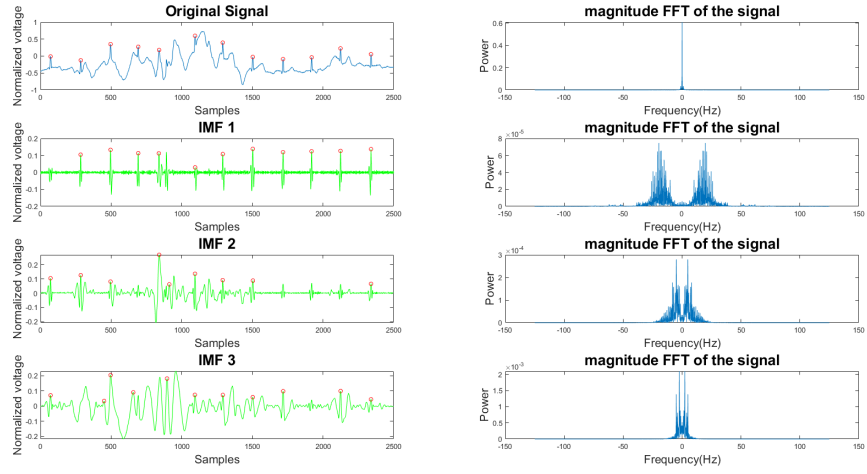 Original Signal
Normalized voltage
1
0.5
0
-0.5
-1
0 500 1000 1500 2000 2500
Samples
magnitude FFT of the signal
Power
0.6
0.4
0.2
0
-150 -100 -50 0 50 100 150
Frequency(Hz)
IMF 1
Normalized voltage
0.2
0.1
0
-0.1
0.2
0 500 1000 1500 2000 2500
Samples
magnitude FFT of the signal
×10⁻⁵
Power
8
6
4
2
0
-150 -100 -50 0 50 100 150
Frequency(Hz)
IMF 2
Normalized voltage
0.2
0.1
0
-0.1
-0.2
0 500 1000 1500 2000 2500
Samples
magnitude FFT of the signal
×10⁻⁴
Power
3
2
1
0
-150 -100 -50 0 50 100 150
Frequency(Hz)
IMF 3
Normalized voltage
0.2
0.1
0
-0.1
-0.2
0 500 1000 1500 2000 2500
Samples
magnitude FFT of the signal
×10⁻³
Power
2
1
0
-150 -100 -50 0 50 100 150
Frequency(Hz)